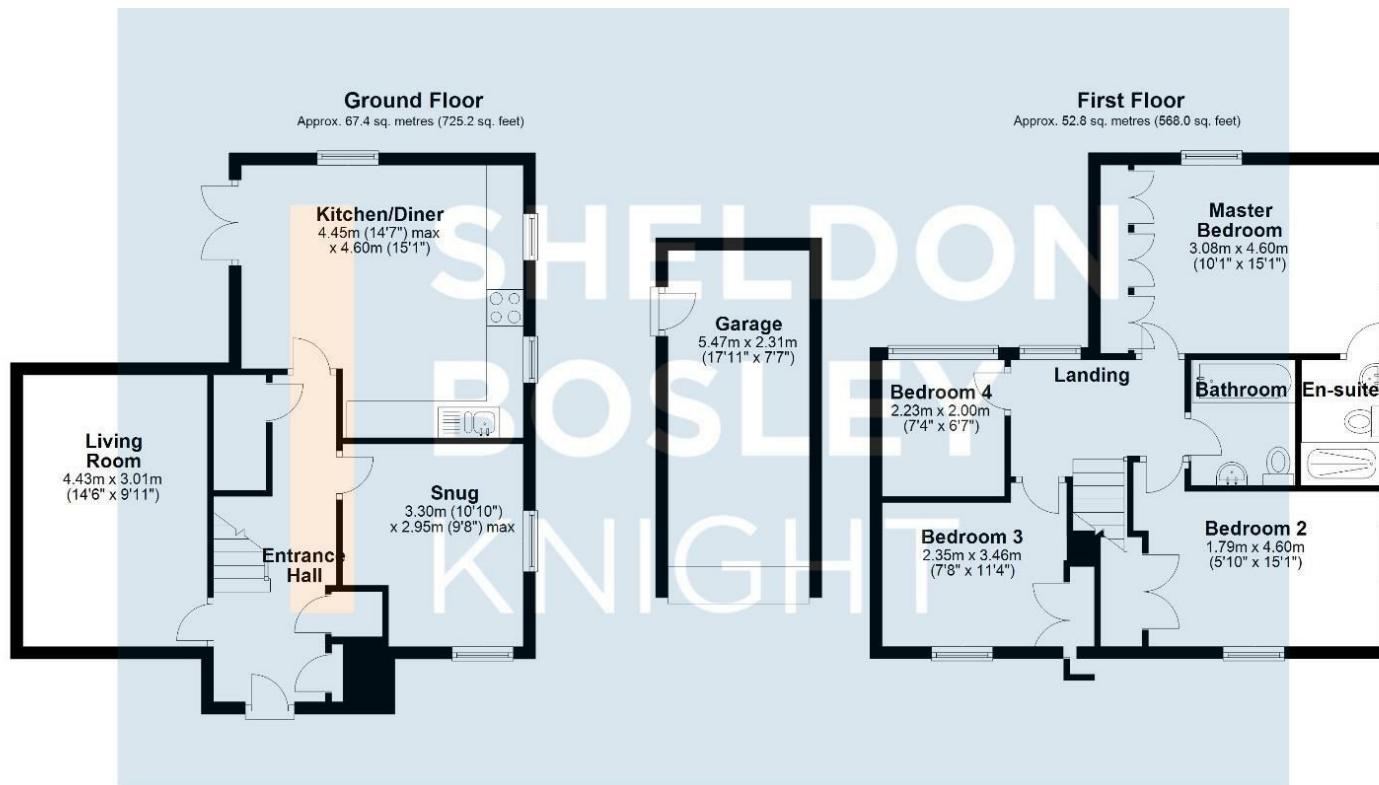 Ground Floor
Approx. 67.4 sq. metres (725.2 sq. feet)
Kitchen/Diner
4.45m (14'7") max
x 4.60m (15'1")
Living
Room
4.43m x 3.01m
(14'6" x 9'11")
Snug
3.30m (10'10")
x 2.95m (9'8") max
Entrance
Hall
Garage
5.47m x 2.31m
(17'11" x 7'7")
First Floor
Approx. 52.8 sq. metres (568.0 sq. feet)
Master
Bedroom
3.08m x 4.60m
(10'1" x 15'1")
Landing
Bedroom 4
2.23m x 2.00m
(7'4" x 6'7")
Bathroom
En-suite
Bedroom 3
2.35m x 3.46m
(7'8" x 11'4")
Bedroom 2
1.79m x 4.60m
(5'10" x 15'1")
SHELDON
BOSLEY
KNIGHT